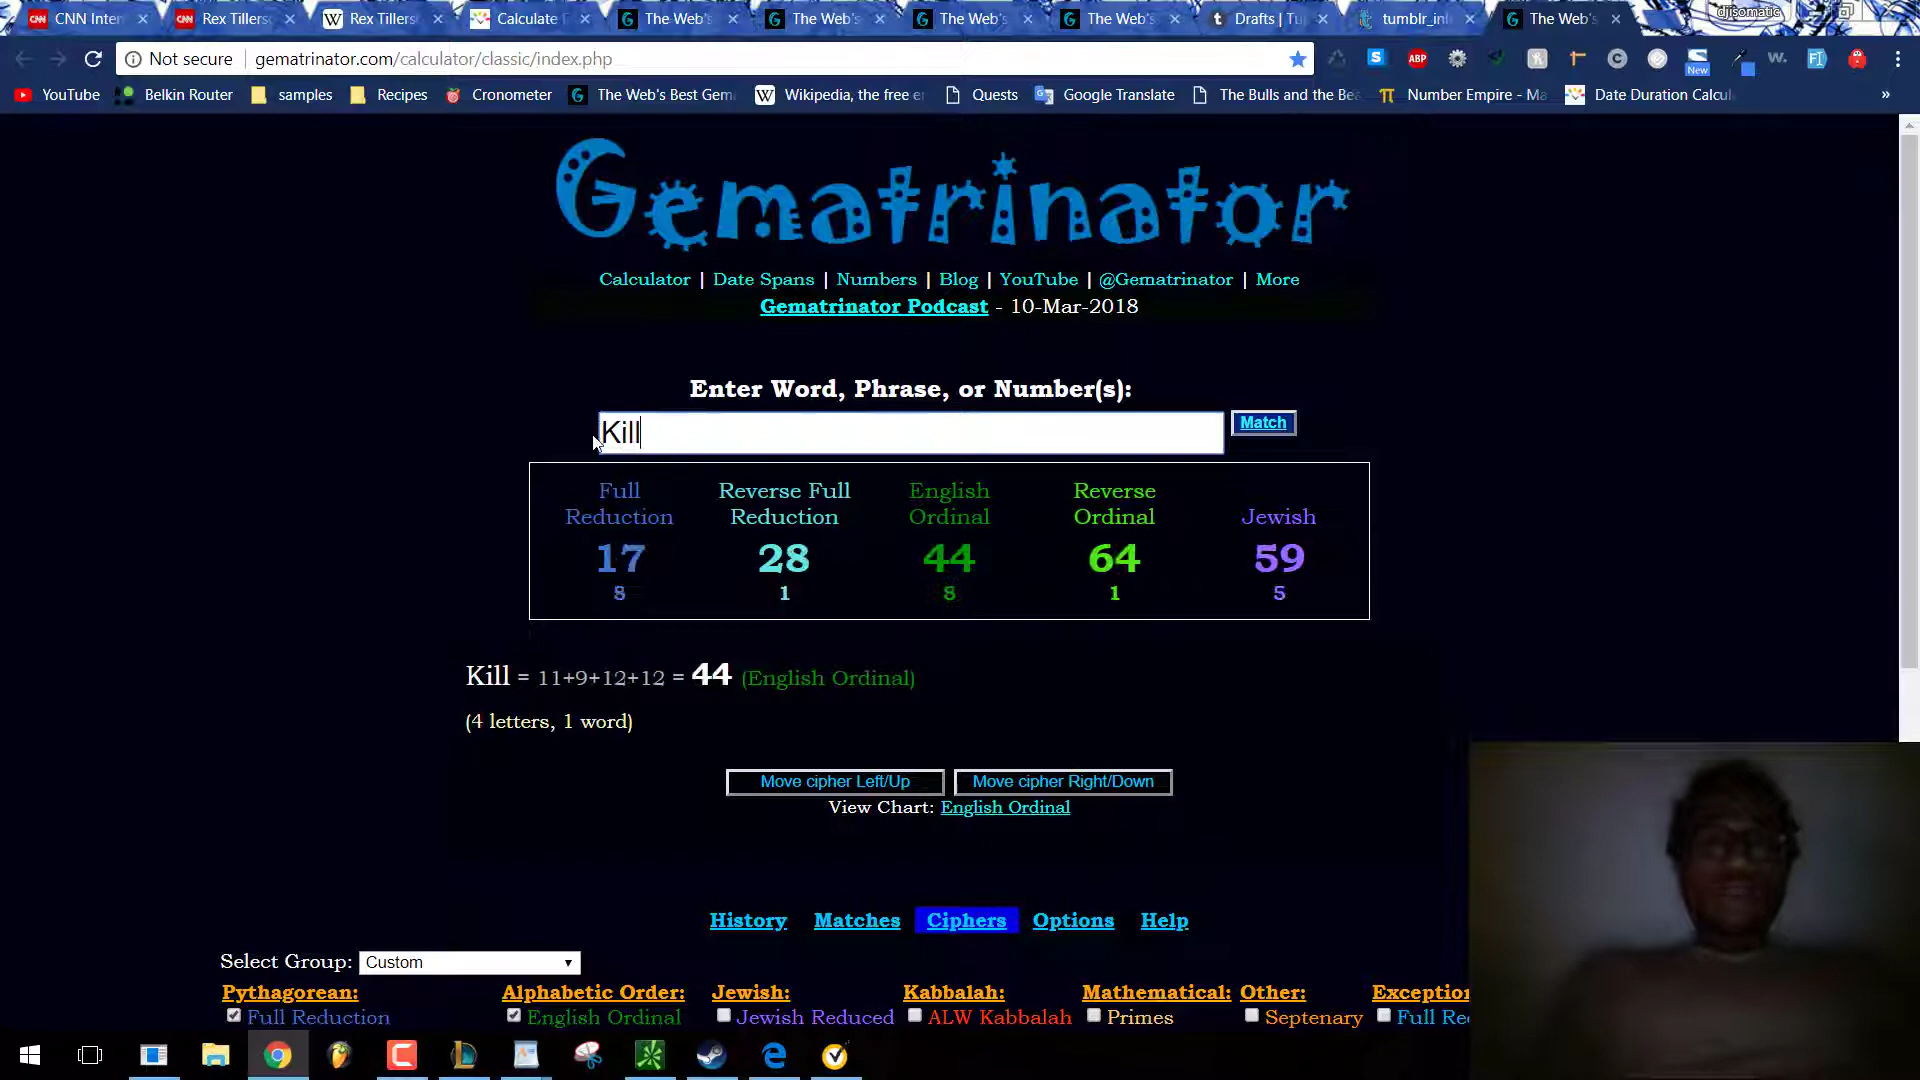 CNN Inter
Rex Tillers
Rex Tillers
Calculate
The Web's
The Web's
The Web's
The Web's
Drafts | Tu
tumblr_inl
The Web's
djisomatic
Not secure
gematrinator.com/calculator/classic/index.php
YouTube
Belkin Router
samples
Recipes
Cronometer
The Web's Best Gem
Wikipedia, the free e
Quests
Google Translate
The Bulls and the Be
Number Empire - Ma
Date Duration Calcul
»
Gematrinator
Calculator | Date Spans | Numbers | Blog | YouTube | @Gematrinator | More
Gematrinator Podcast - 10-Mar-2018
Enter Word, Phrase, or Number(s):
Kill
Match
Full Reduction
Reverse Full Reduction
English Ordinal
Reverse Ordinal
Jewish
17 28 44 64 59
8 1 8 1 5
Kill = 11+9+12+12 = 44 (English Ordinal)
(4 letters, 1 word)
Move cipher Left/Up
Move cipher Right/Down
View Chart: English Ordinal
History Matches Ciphers Options Help
Select Group: Custom
Pythagorean: Alphabetic Order: Jewish: Kabbalah: Mathematical: Other: Exception
Full Reduction English Ordinal Jewish Reduced ALW Kabbalah Primes Septenary Full Re